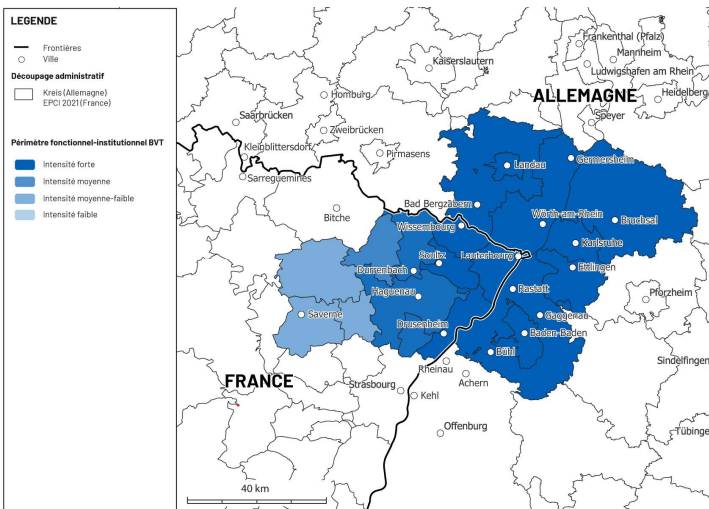 LEGENDE
Frontières
Ville
Découpage administratif
Kreis (Allemagne)
EPCI 2021 (France)
Périmètre fonctionnel-institutionnel BVT
Intensité forte
Intensité moyenne
Intensité moyenne-faible
Intensité faible
Frankenthal (Pfalz)
Mannheim
Kaiserslautern
Ludwigshafen am Rhein
Homburg
ALLEMAGNE
Heidelberg
Saarbrücken
Speyer
Zweibrücken
Kleigblittersdorf
Pirmasens
Landau
Germersheim
Sarreguemines
Bad Bergzabern
Bitche
Wörth-am-Rhein
Bruchsal
Wissembourg
Karlsruhe
Soultz
Lauterbourg
Durrenbach
Ettlingen
Haguenau
Rastatt
Pforzheim
Saverne
Gaggenau
Drusenheim
Baden-Baden
Bühl
Rheinau
Sindelfingen
FRANCE
Achern
Strasbourg
Kehl
Offenburg
Tübinge
40 km